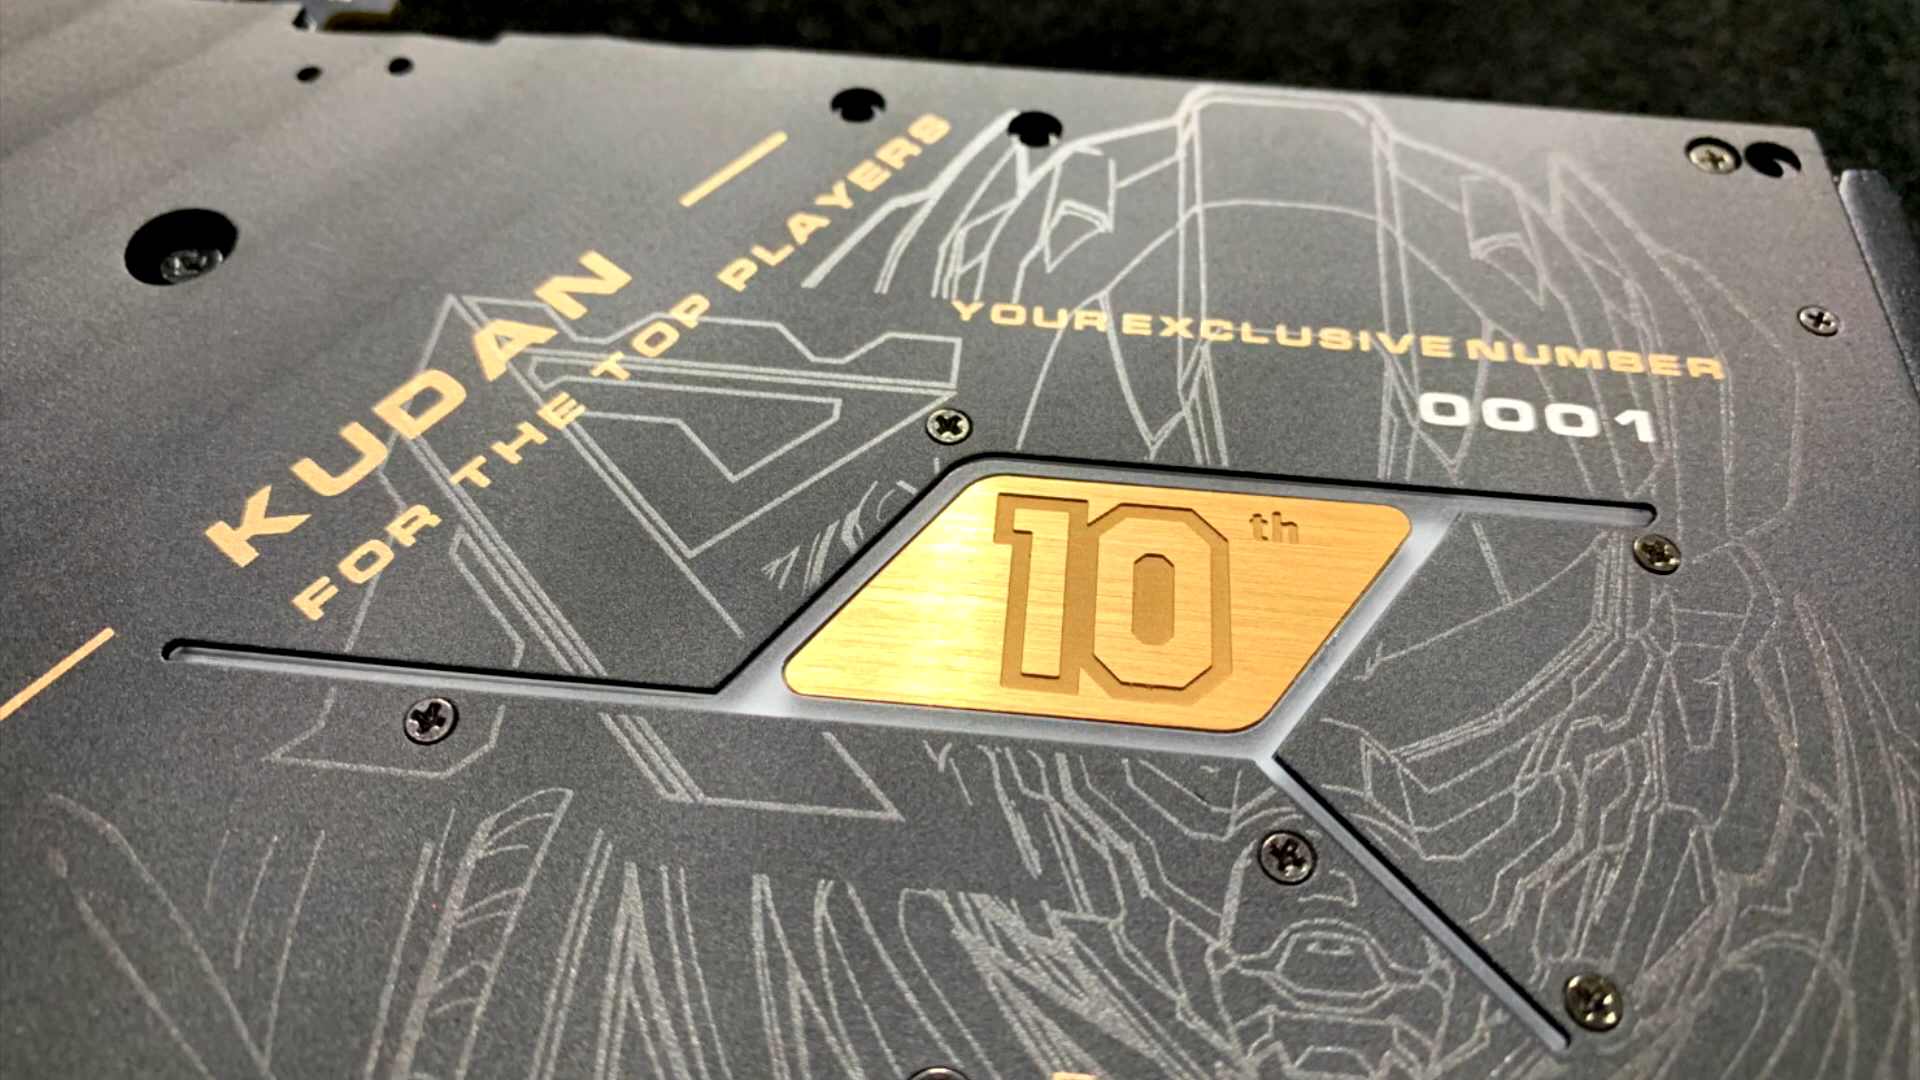 KUDAN
FOR THE TOP PLAYERS
YOUR EXCLUSIVE NUMBER
0001
10th